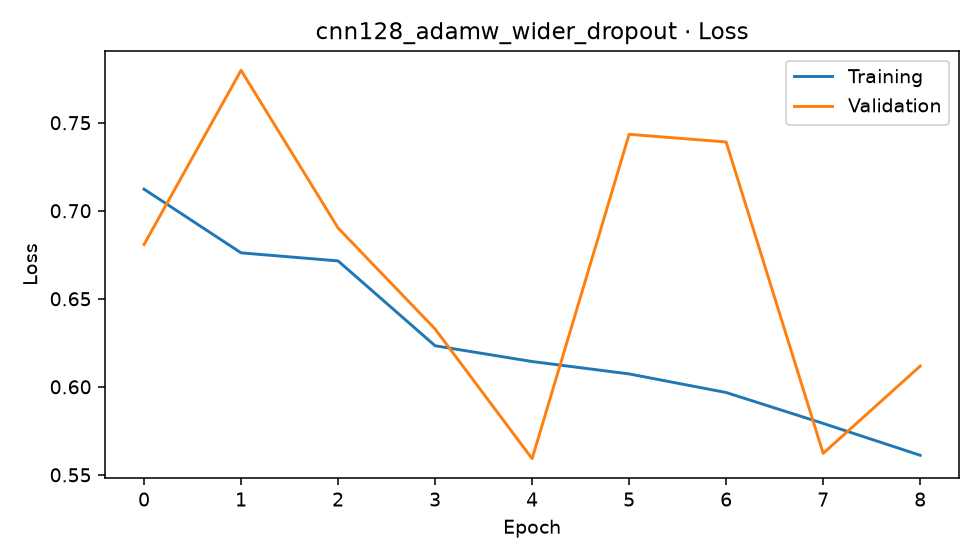 cnn128_adamw_wider_dropout · Loss
Training
Validation
0.75
0.70
0.65
0.60
0.55
Loss
0 1 2 3 4 5 6 7 8
Epoch